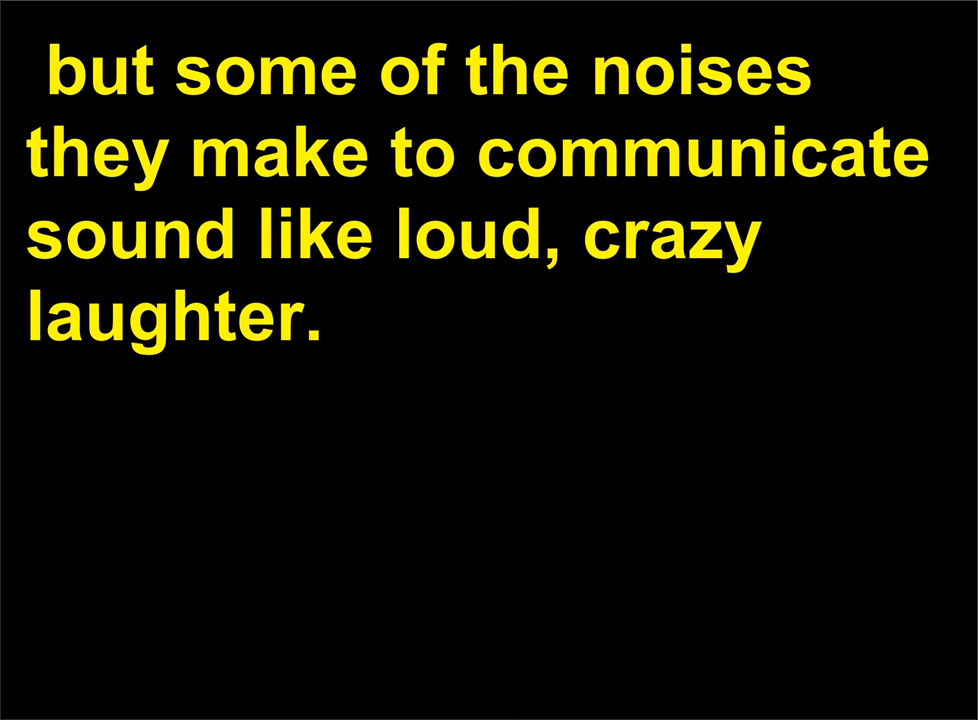 but some of the noises
they make to communicate
sound like loud, crazy
laughter.